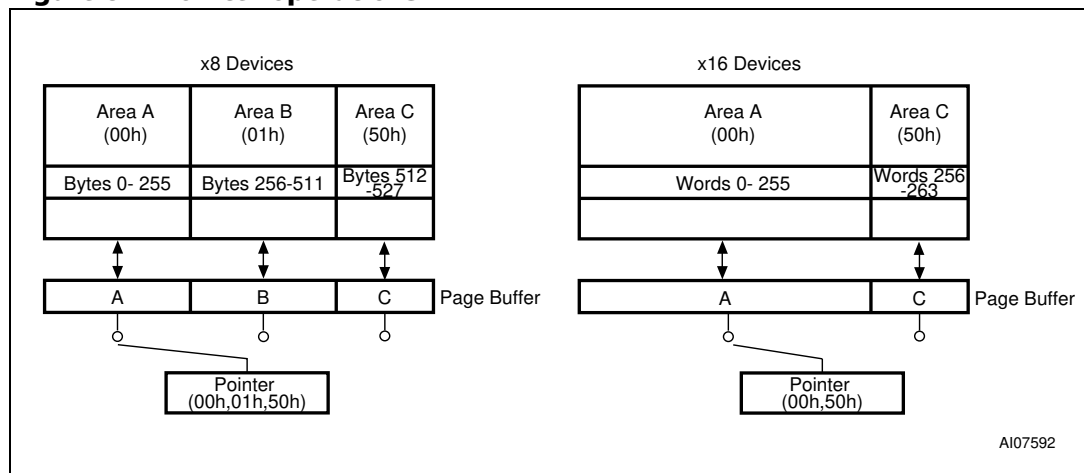 x8 Devices
Area A
(00h)
Area B
(01h)
Area C
(50h)
Bytes 0- 255
Bytes 256-511
Bytes 512
-527
A
B
C
Page Buffer
Pointer
(00h,01h,50h)
x16 Devices
Area A
(00h)
Area C
(50h)
Words 0- 255
Words 256
-263
A
C
Page Buffer
Pointer
(00h,50h)
AI07592